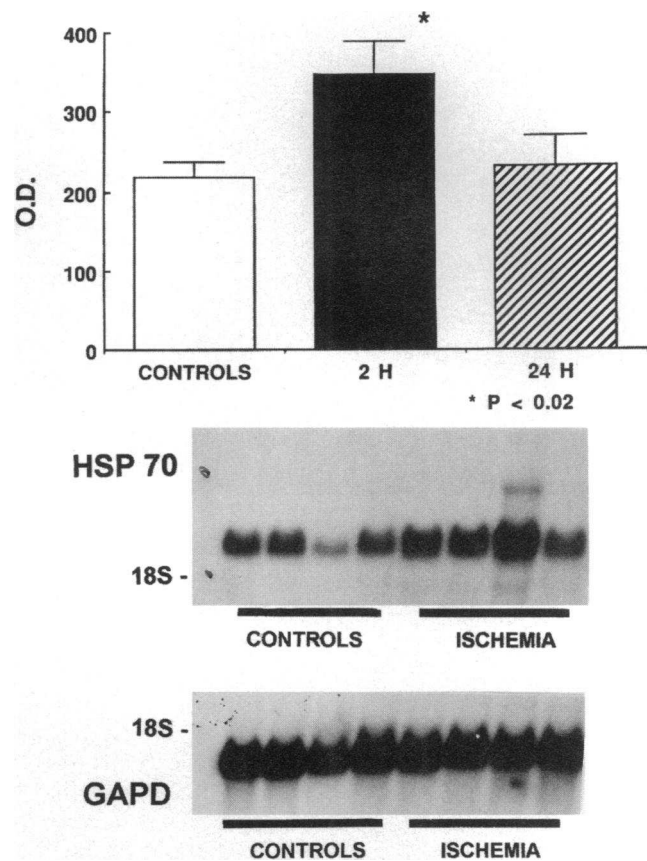 400
*
300
O.D.
200
100
0
CONTROLS 2 H 24 H
* P < 0.02
HSP 70
18S -
CONTROLS ISCHEMIA
18S -
GAPD
CONTROLS ISCHEMIA